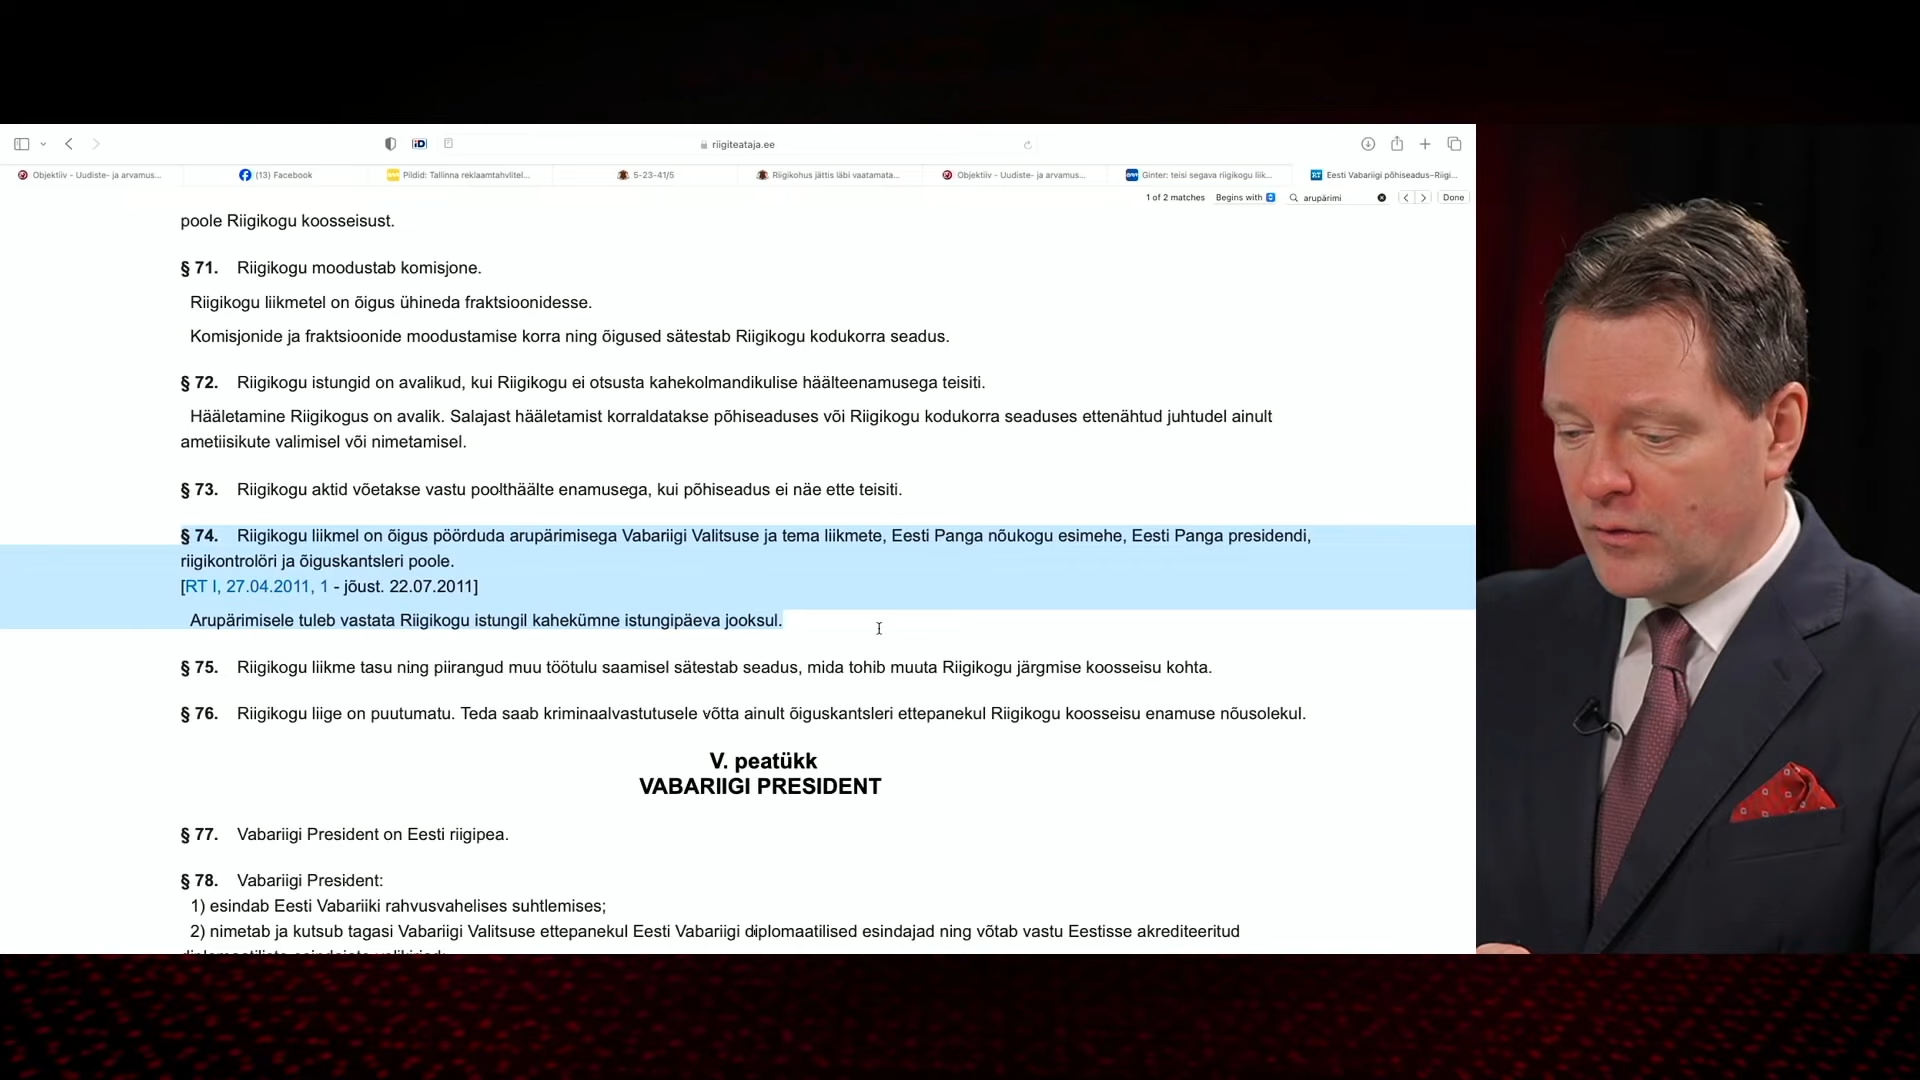 riigiteataja.ee
Objektiiv - Uudiste- ja arvamus...
(13) Facebook
Pildid: Tallinna reklaamtahvlitel...
5-23-41/5
Riigikohus jättis läbi vaatamata...
Objektiiv - Uudiste- ja arvamus...
Ginter: teisi segava riigikogu liik...
Eesti Vabariigi põhiseadus–Riigi...
1 of 2 matches Begins with arupärimi Done
poole Riigikogu koosseisust.
§ 71. Riigikogu moodustab komisjone.
Riigikogu liikmetel on õigus ühineda fraktsioonidesse.
Komisjonide ja fraktsioonide moodustamise korra ning õigused sätestab Riigikogu kodukorra seadus.
§ 72. Riigikogu istungid on avalikud, kui Riigikogu ei otsusta kahekolmandikulise häälteenamusega teisiti.
Hääletamine Riigikogus on avalik. Salajast hääletamist korraldatakse põhiseaduses või Riigikogu kodukorra seaduses ettenähtud juhtudel ainult
ametiisikute valimisel või nimetamisel.
§ 73. Riigikogu aktid võetakse vastu poolthäälte enamusega, kui põhiseadus ei näe ette teisiti.
§ 74. Riigikogu liikmel on õigus pöörduda arupärimisega Vabariigi Valitsuse ja tema liikmete, Eesti Panga nõukogu esimehe, Eesti Panga presidendi,
riigikontrolöri ja õiguskantsleri poole.
[RT I, 27.04.2011, 1 - jõust. 22.07.2011]
Arupärimisele tuleb vastata Riigikogu istungil kahekümne istungipäeva jooksul.
§ 75. Riigikogu liikme tasu ning piirangud muu töötulu saamisel sätestab seadus, mida tohib muuta Riigikogu järgmise koosseisu kohta.
§ 76. Riigikogu liige on puutumatu. Teda saab kriminaalvastutusele võtta ainult õiguskantsleri ettepanekul Riigikogu koosseisu enamuse nõusolekul.
V. peatükk
VABARIIGI PRESIDENT
§ 77. Vabariigi President on Eesti riigipea.
§ 78. Vabariigi President:
1) esindab Eesti Vabariiki rahvusvahelises suhtlemises;
2) nimetab ja kutsub tagasi Vabariigi Valitsuse ettepanekul Eesti Vabariigi diplomaatilised esindajad ning võtab vastu Eestisse akrediteeritud